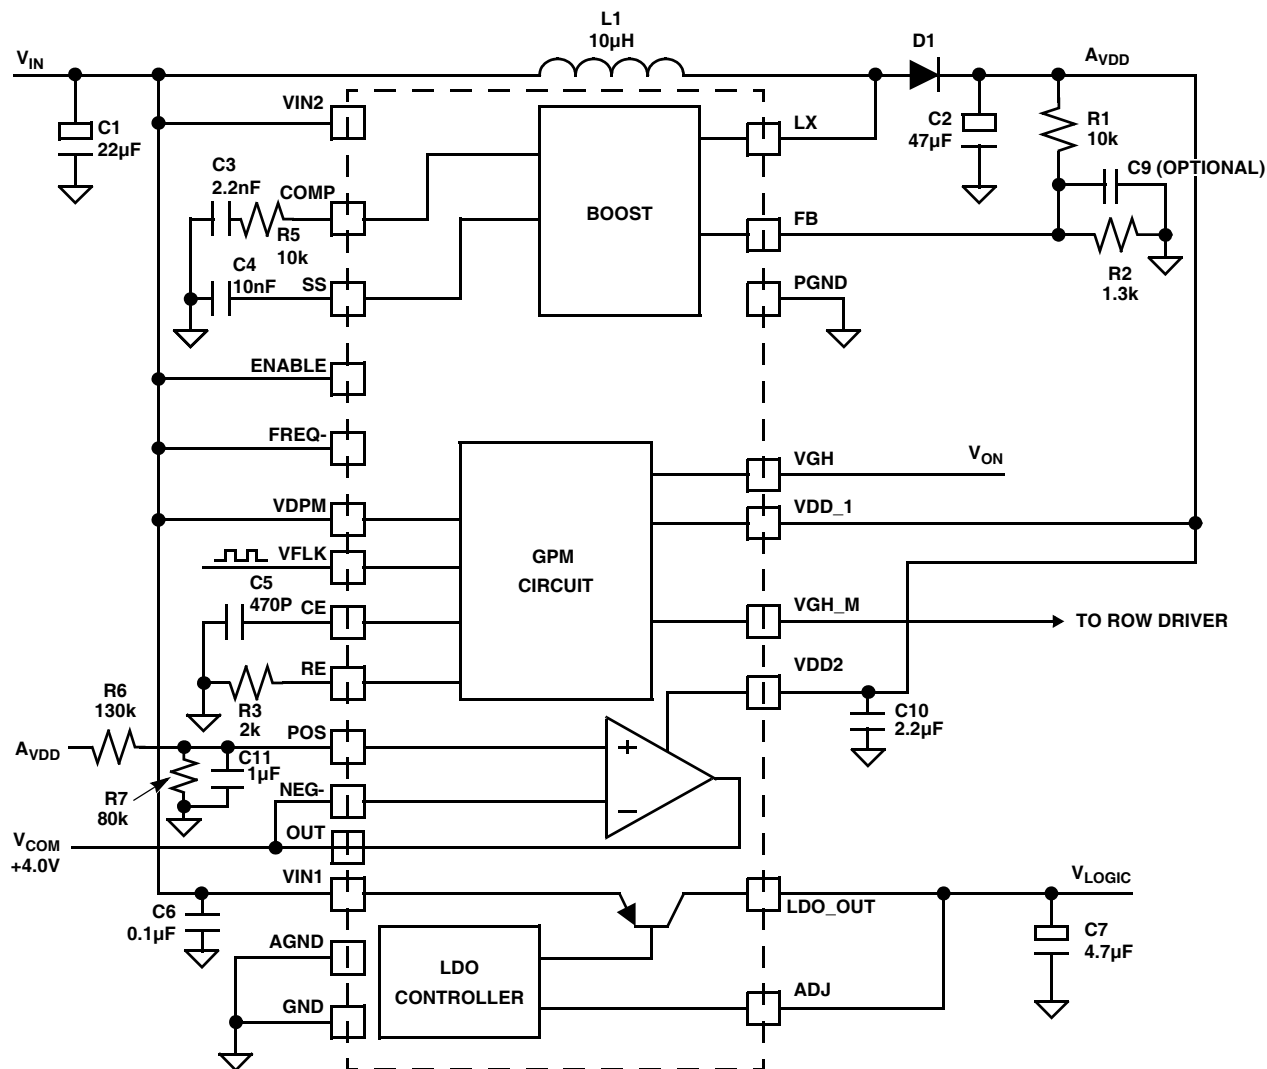 L1
10µH
D1
VIN
AVDD
VIN2
LX
C1
22µF
C2
47µF
R1
10k
C3
2.2nF
COMP
C9 (OPTIONAL)
BOOST
FB
R5
10k
C4
10nF
SS
PGND
R2
1.3k
ENABLE
FREQ-
VGH
VON
VDPM
VDD_1
VFLK
GPM
CIRCUIT
C5
470P
CE
VGH_M
TO ROW DRIVER
RE
VDD2
R6
130k
R3
2k
C10
2.2µF
POS
AVDD
+
C11
1µF
R7
80k
NEG-
–
OUT
VCOM
+4.0V
VIN1
VLOGIC
LDO_OUT
C6
0.1µF
AGND
C7
4.7µF
LDO
CONTROLLER
ADJ
GND